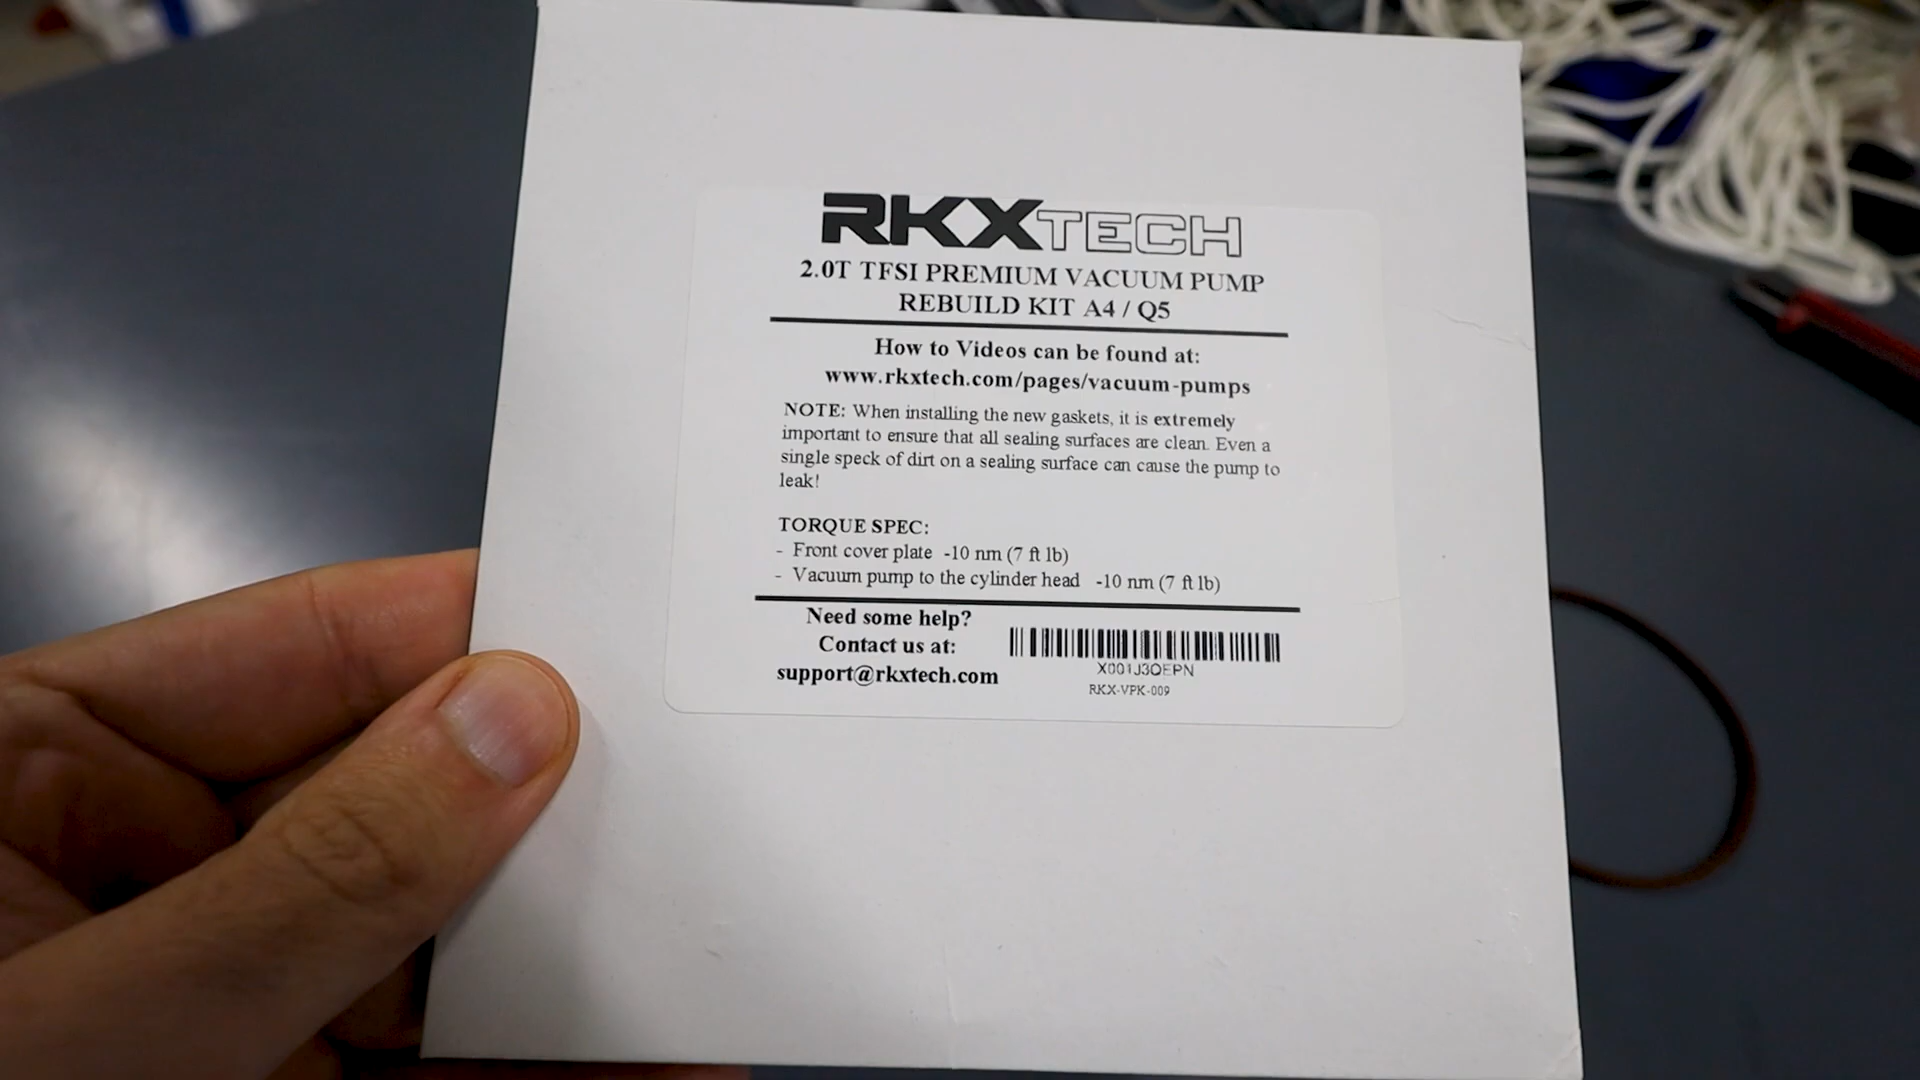 RKXTECH
2.0T TFSI PREMIUM VACUUM PUMP
REBUILD KIT A4 / Q5
How to Videos can be found at:
www.rkxtech.com/pages/vacuum-pumps
NOTE: When installing the new gaskets, it is extremely
important to ensure that all sealing surfaces are clean. Even a
single speck of dirt on a sealing surface can cause the pump to
leak!
TORQUE SPEC:
- Front cover plate -10 nm (7 ft lb)
- Vacuum pump to the cylinder head -10 nm (7 ft lb)
Need some help?
Contact us at:
support@rkxtech.com
X001J3QEPN
RKX-VPK-009